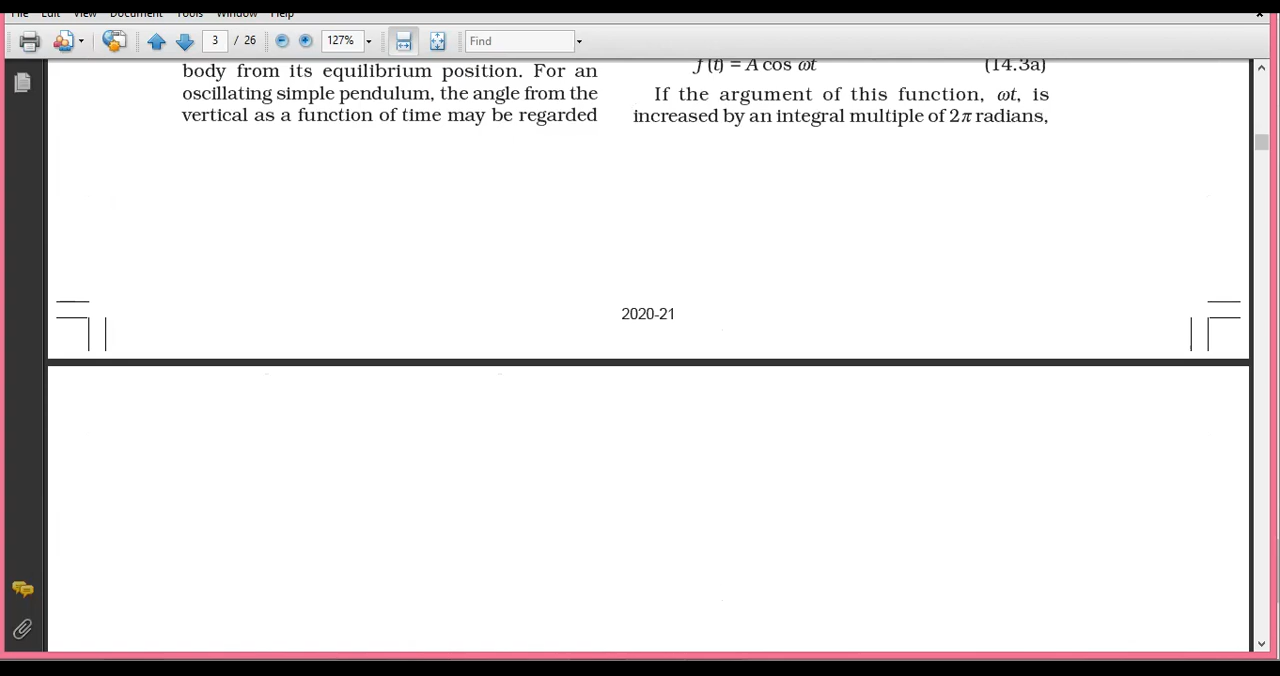 File Edit View Document Tools Window Help
3 / 26 127% Find
body from its equilibrium position. For an
oscillating simple pendulum, the angle from the
vertical as a function of time may be regarded
f (t) = A cos ωt (14.3a)
If the argument of this function, ωt, is
increased by an integral multiple of 2π radians,
2020-21